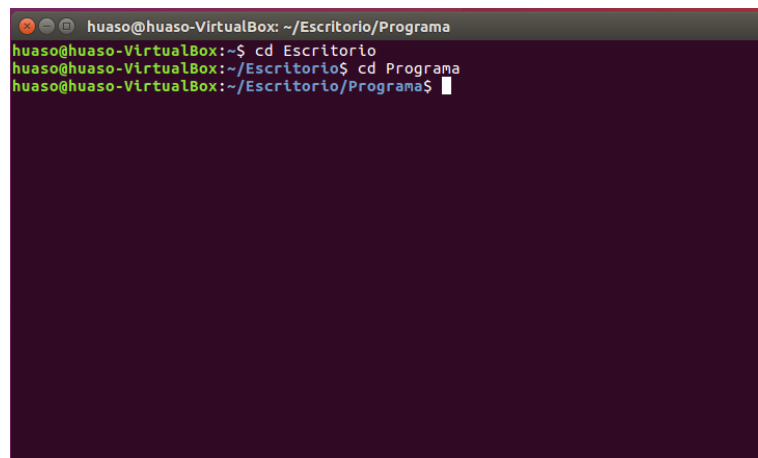 huaso@huaso-VirtualBox: ~/Escritorio/Programa
huaso@huaso-VirtualBox:~$ cd Escritorio
huaso@huaso-VirtualBox:~/Escritorio$ cd Programa
huaso@huaso-VirtualBox:~/Escritorio/Programa$